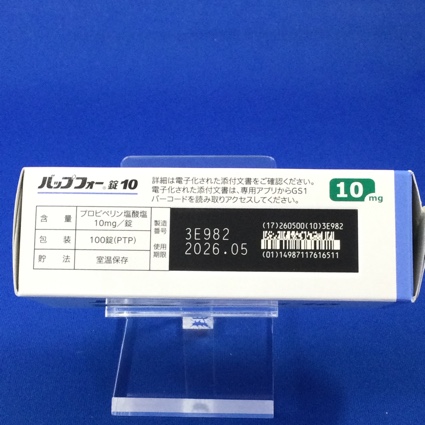 バップフォー®錠10
詳細は電子化された添付文書をご確認ください。
電子化された添付文書は、専用アプリからGS1
バーコードを読み取りアクセスしてください。
10mg
含量 プロピベリン塩酸塩
10mg/錠
包装 100錠(PTP)
貯法 室温保存
製造番号 3E982
使用期限 2026.05
(17)260500(10)3E982
(01)14987117616511